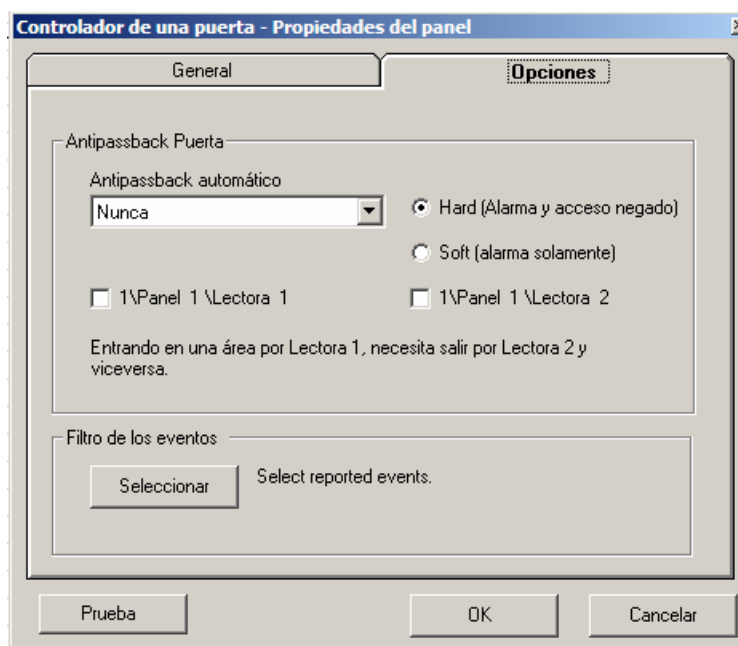 Controlador de una puerta - Propiedades del panel
General
Opciones
Antipassback Puerta
Antipassback automático
Nunca
Hard (Alarma y acceso negado)
Soft (alarma solamente)
1\Panel 1 \Lectora 1
1\Panel 1 \Lectora 2
Entrando en una área por Lectora 1, necesita salir por Lectora 2 y
viceversa.
Filtro de los eventos
Seleccionar
Select reported events.
Prueba
OK
Cancelar